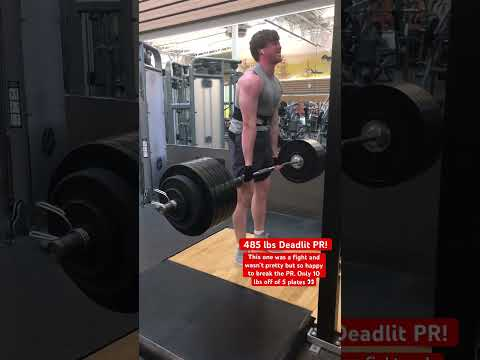 485 lbs Deadlit PR!
This one was a fight and
wasn't pretty but so happy
to break the PR. Only 10
lbs off of 5 plates
Deadlit PR!